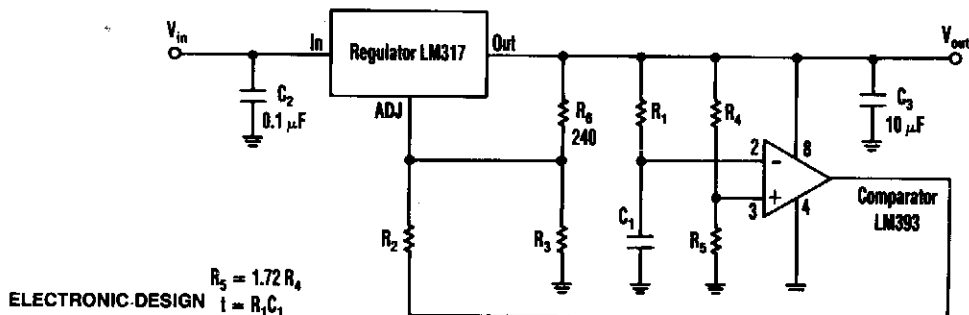 V_in
In
Regulator LM317
Out
V_out
C_2
0.1 μF
ADJ
R_6
240
R_1
R_4
C_3
10 μF
2
-
8
+
3
4
Comparator
LM393
C_1
R_2
R_3
R_5
R_5 = 1.72 R_4
ELECTRONIC DESIGN
t = R_1C_1